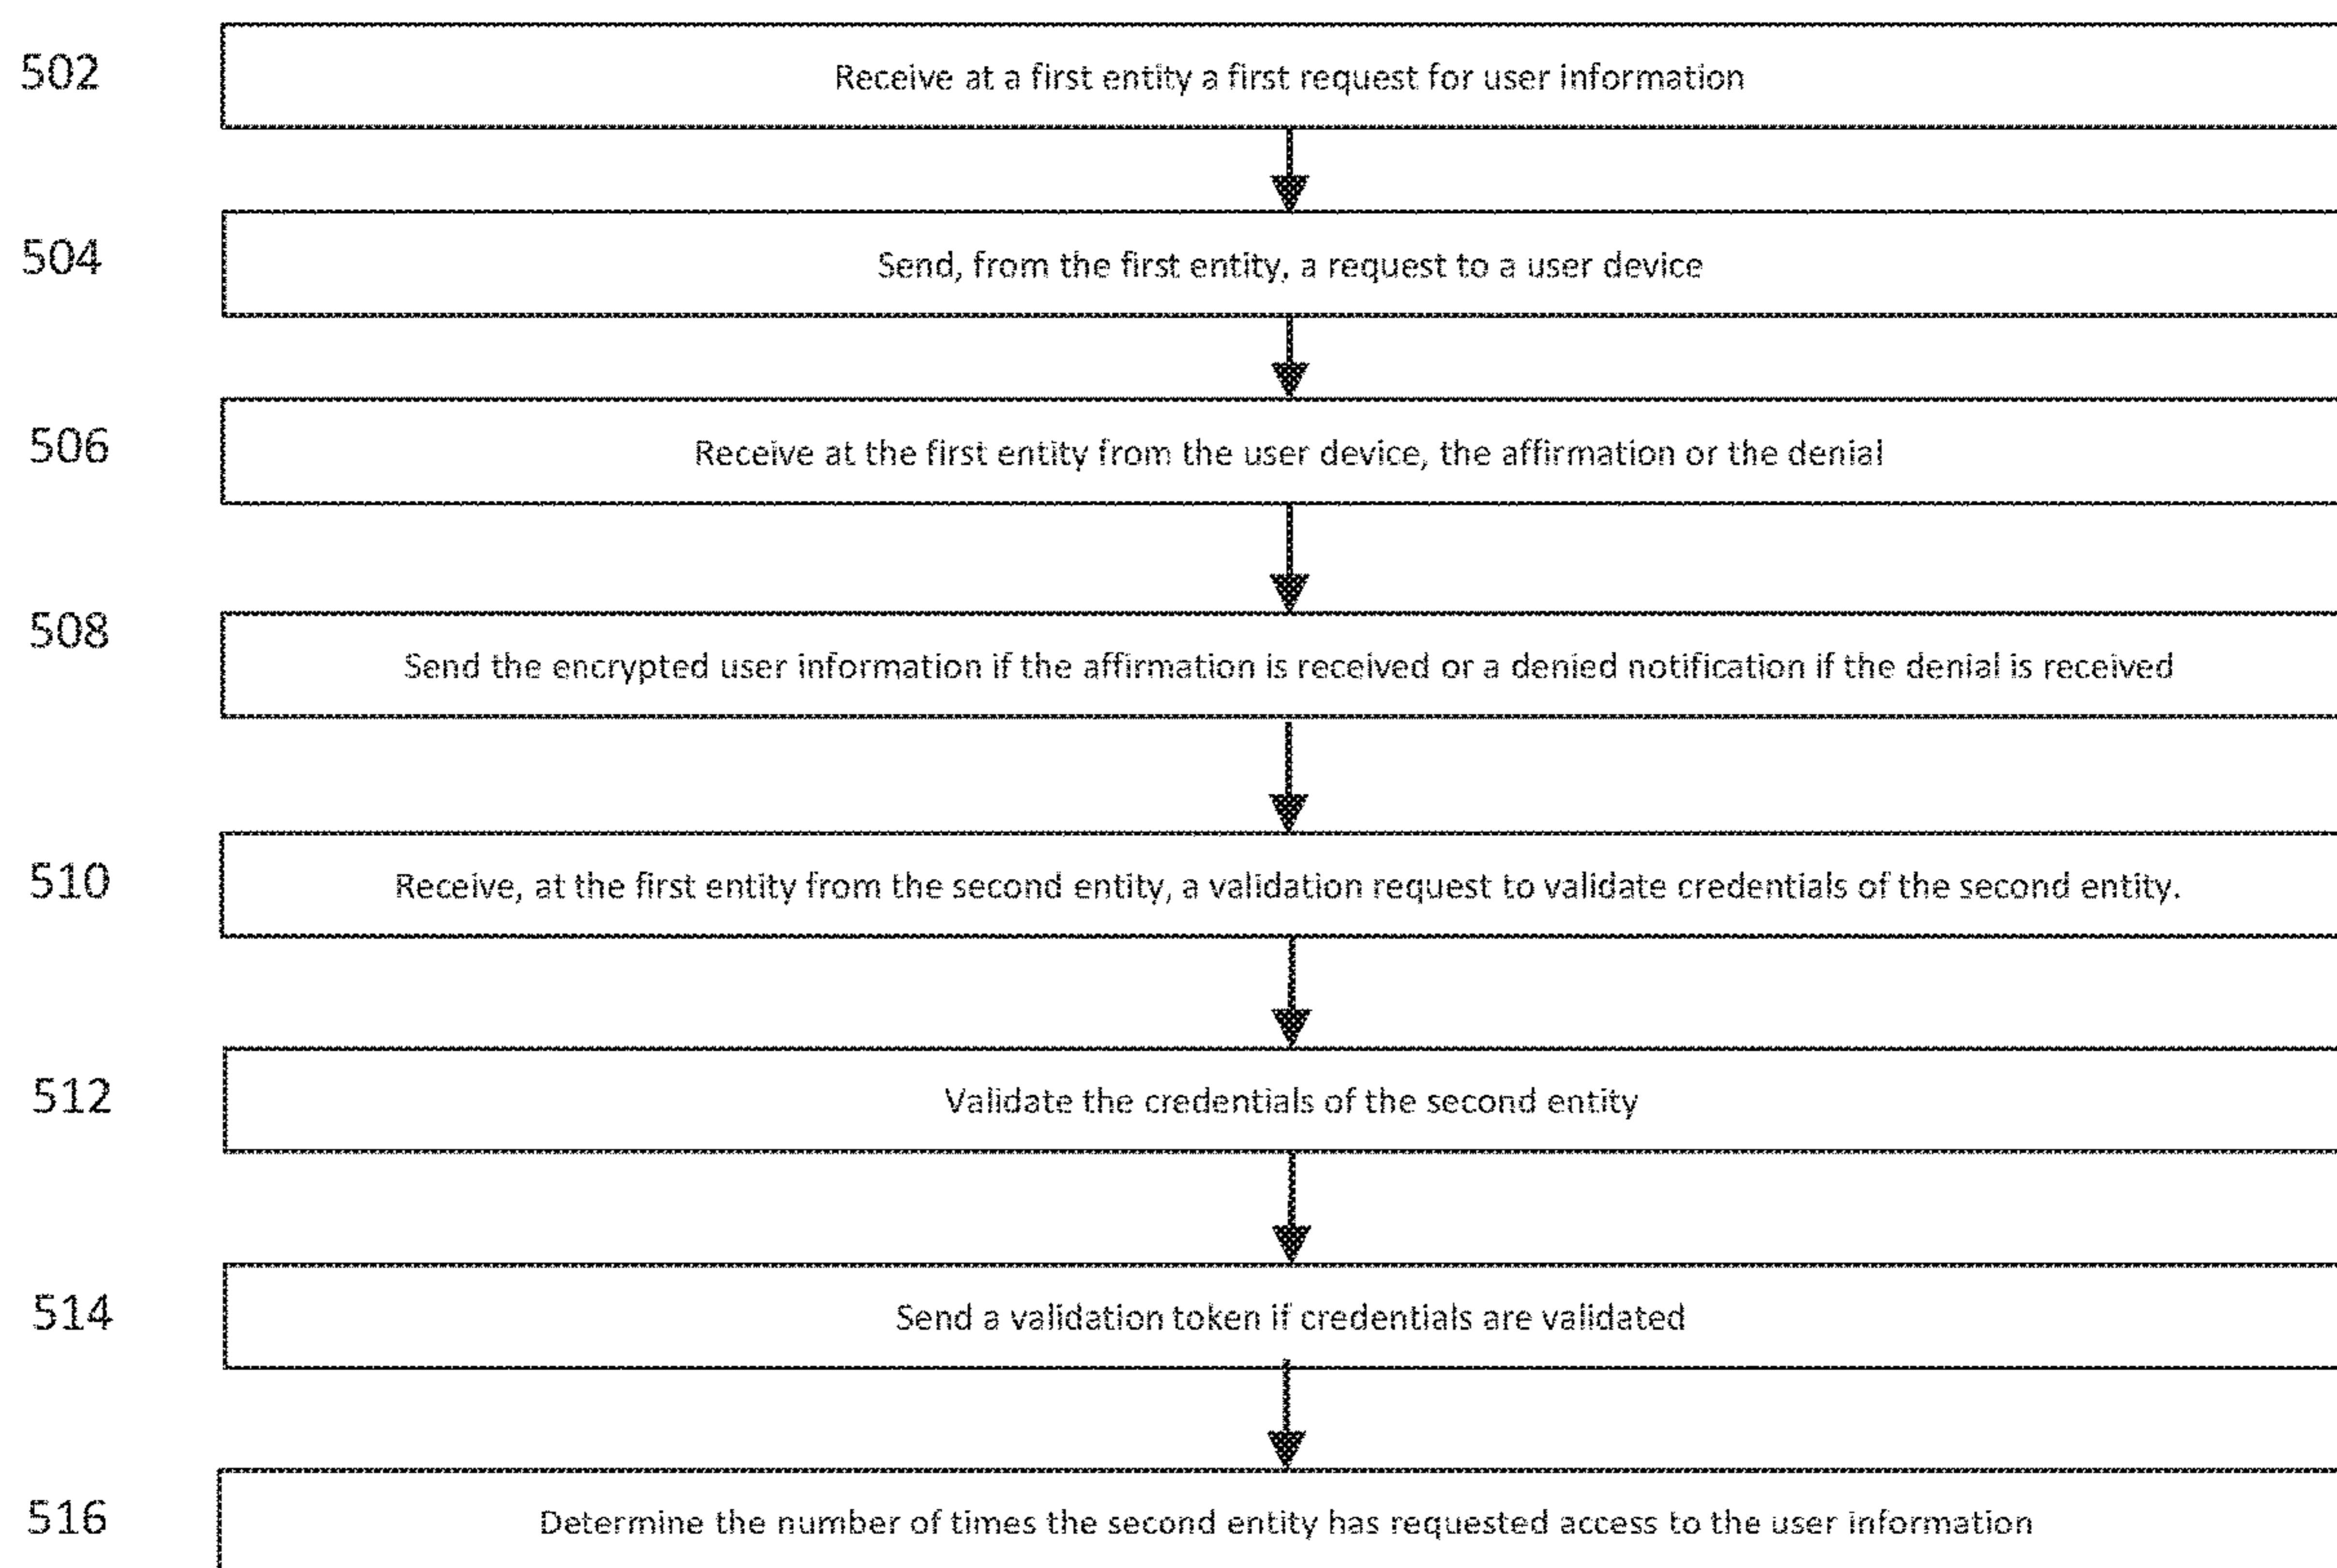 502 Receive at a first entity a first request for user information
504 Send, from the first entity, a request to a user device
506 Receive at the first entity from the user device, the affirmation or the denial
508 Send the encrypted user information if the affirmation is received or a denied notification if the denial is received
510 Receive, at the first entity from the second entity, a validation request to validate credentials of the second entity.
512 Validate the credentials of the second entity
514 Send a validation token if credentials are validated
516 Determine the number of times the second entity has requested access to the user information